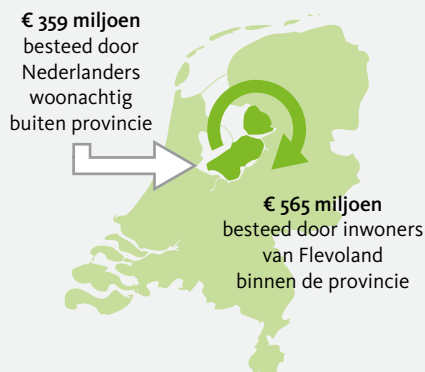 € 359 miljoen
besteed door
Nederlanders
woonachtig
buiten provincie
€ 565 miljoen
besteed door inwoners
van Flevoland
binnen de provincie